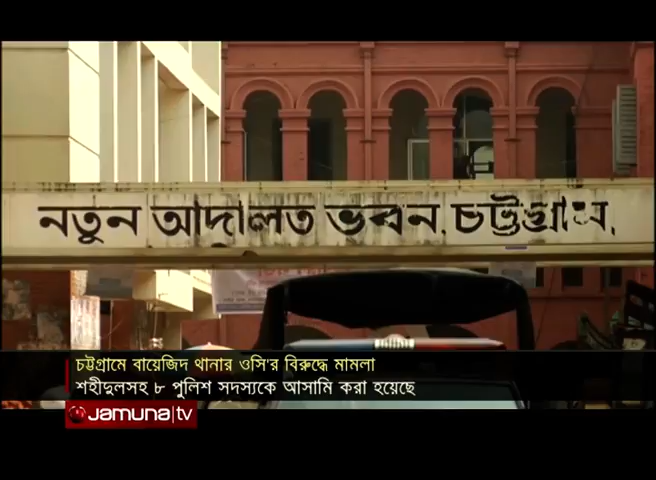 নতুন আদালত ভবন, চট্টগ্রাম,
চট্টগ্রামে বায়েজিদ থানার ওসি'র বিরুদ্ধে মামলা
শহীদুলসহ ৮ পুলিশ সদস্যকে আসামি করা হয়েছে
Jamuna tv